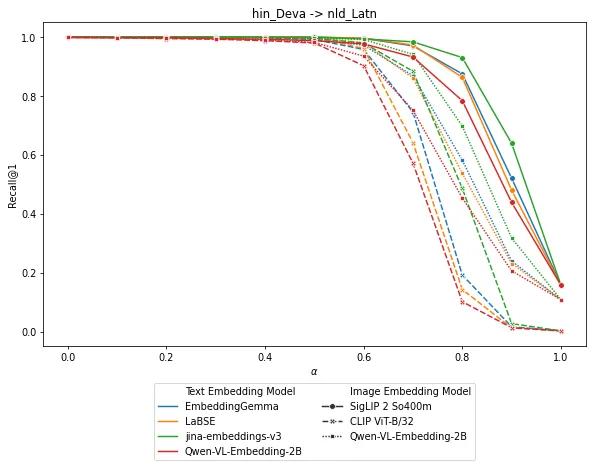 hin_Deva -> nld_Latn
1.0
0.8
0.6
0.4
0.2
0.0
Recall@1
0.0 0.2 0.4 0.6 0.8 1.0
α
Text Embedding Model Image Embedding Model
EmbeddingGemma SigLIP 2 So400m
LaBSE CLIP ViT-B/32
jina-embeddings-v3 Qwen-VL-Embedding-2B
Qwen-VL-Embedding-2B